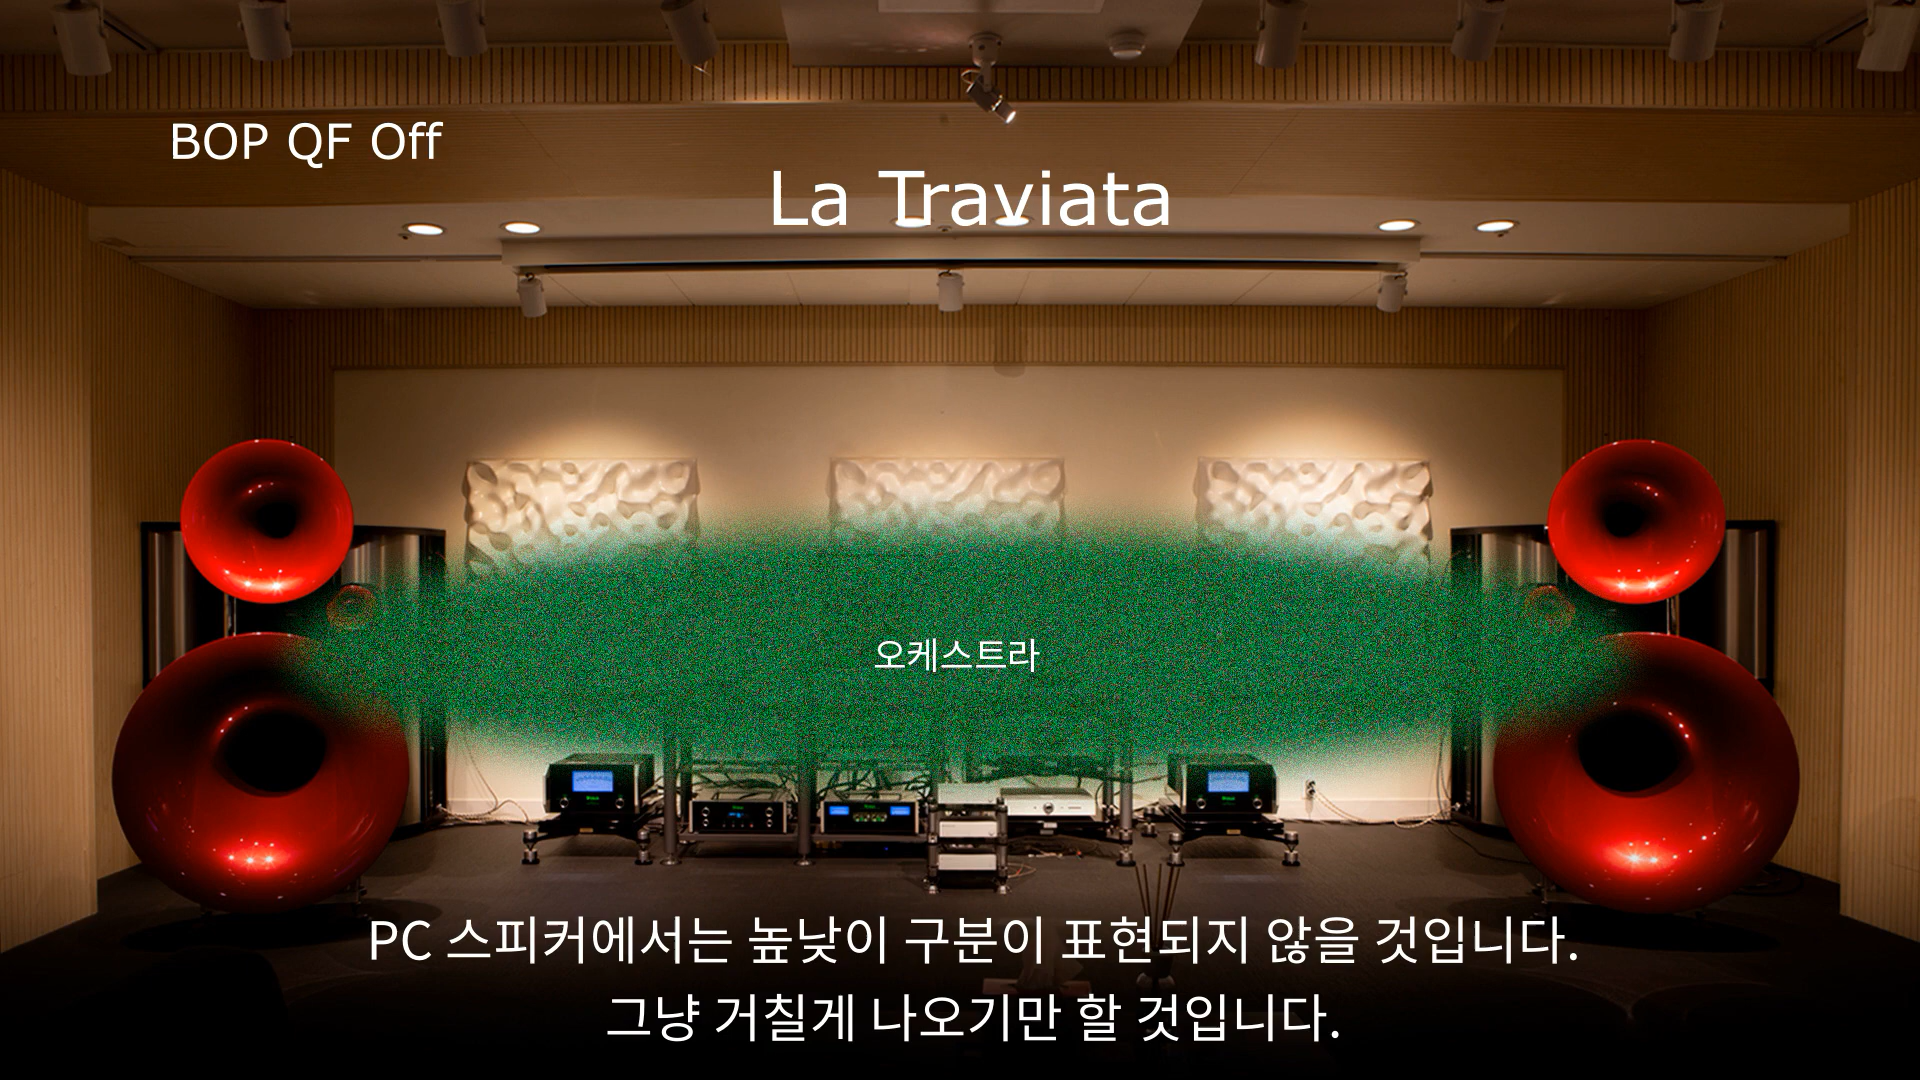 BOP QF Off
La Traviata
오케스트라
PC 스피커에서는 높낮이 구분이 표현되지 않을 것입니다.
그냥 거칠게 나오기만 할 것입니다.